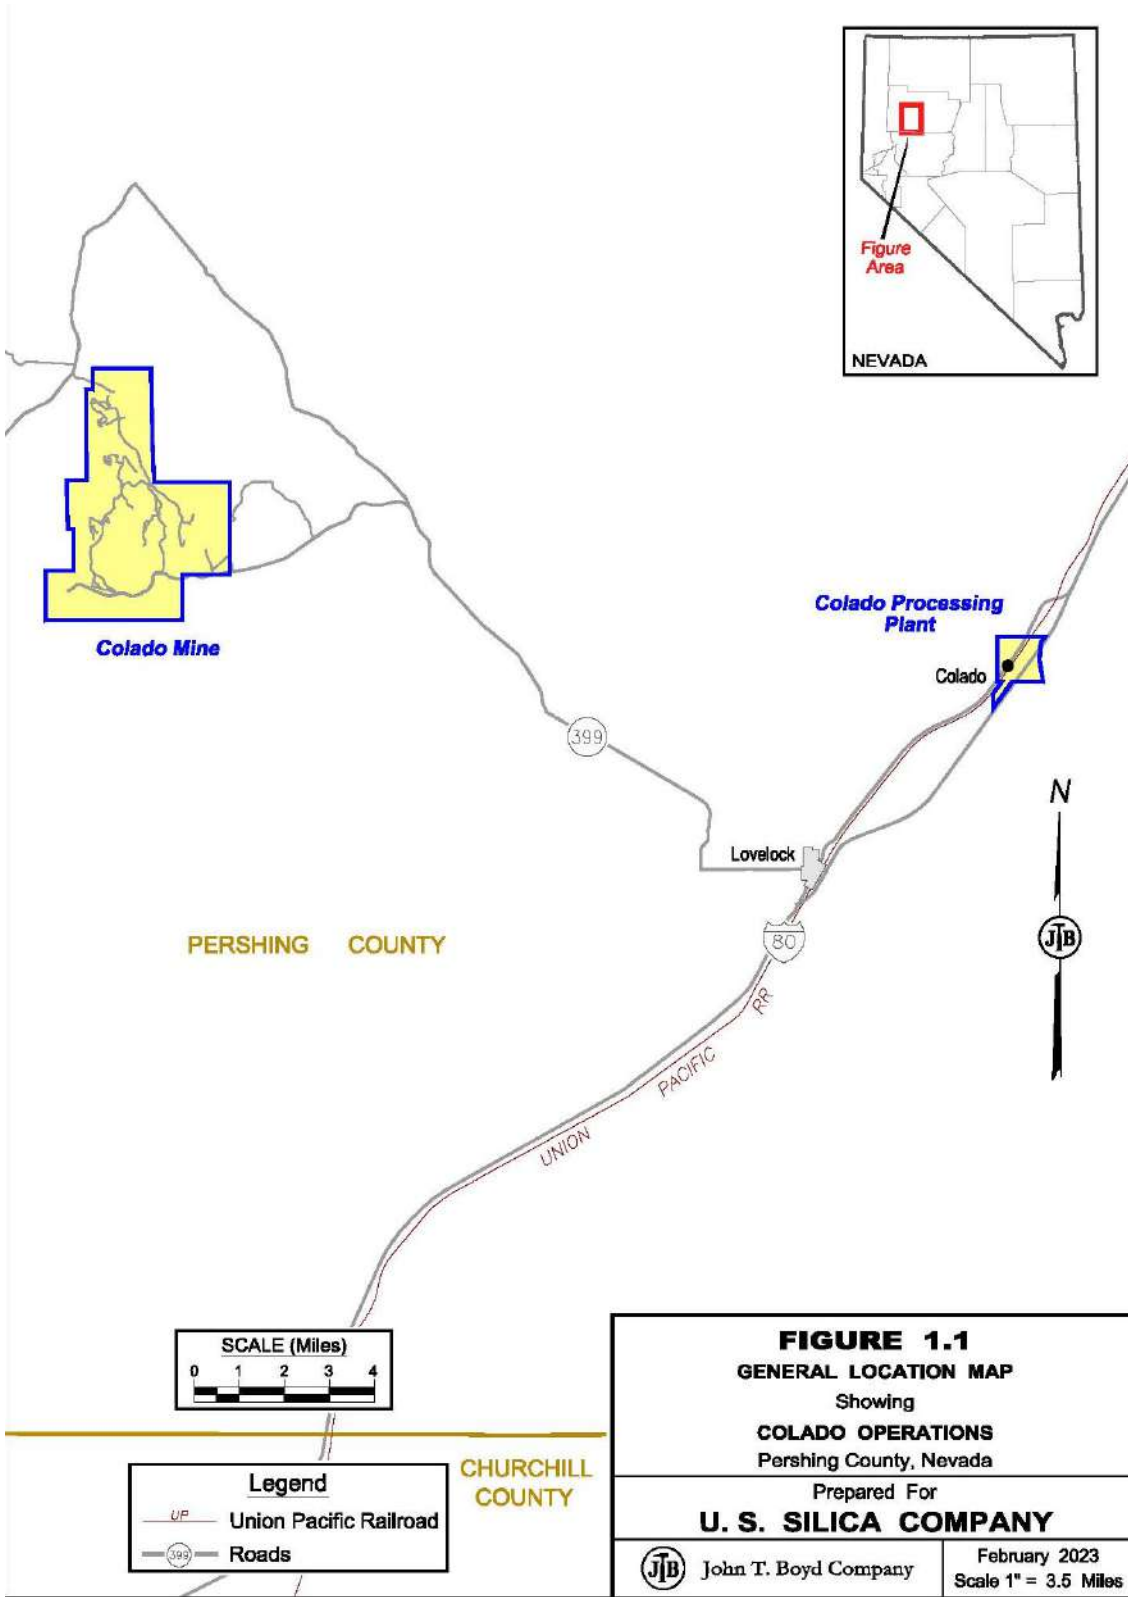 Figure
Area
NEVADA
Colado Mine
Colado Processing
Plant
Colado
399
Lovelock
N
JTB
80
PERSHING COUNTY
UNION PACIFIC RR
SCALE (Miles)
0 1 2 3 4
CHURCHILL
COUNTY
Legend
UP Union Pacific Railroad
399 Roads
FIGURE 1.1
GENERAL LOCATION MAP
Showing
COLADO OPERATIONS
Pershing County, Nevada
Prepared For
U. S. SILICA COMPANY
JTB John T. Boyd Company
February 2023
Scale 1" = 3.5 Miles